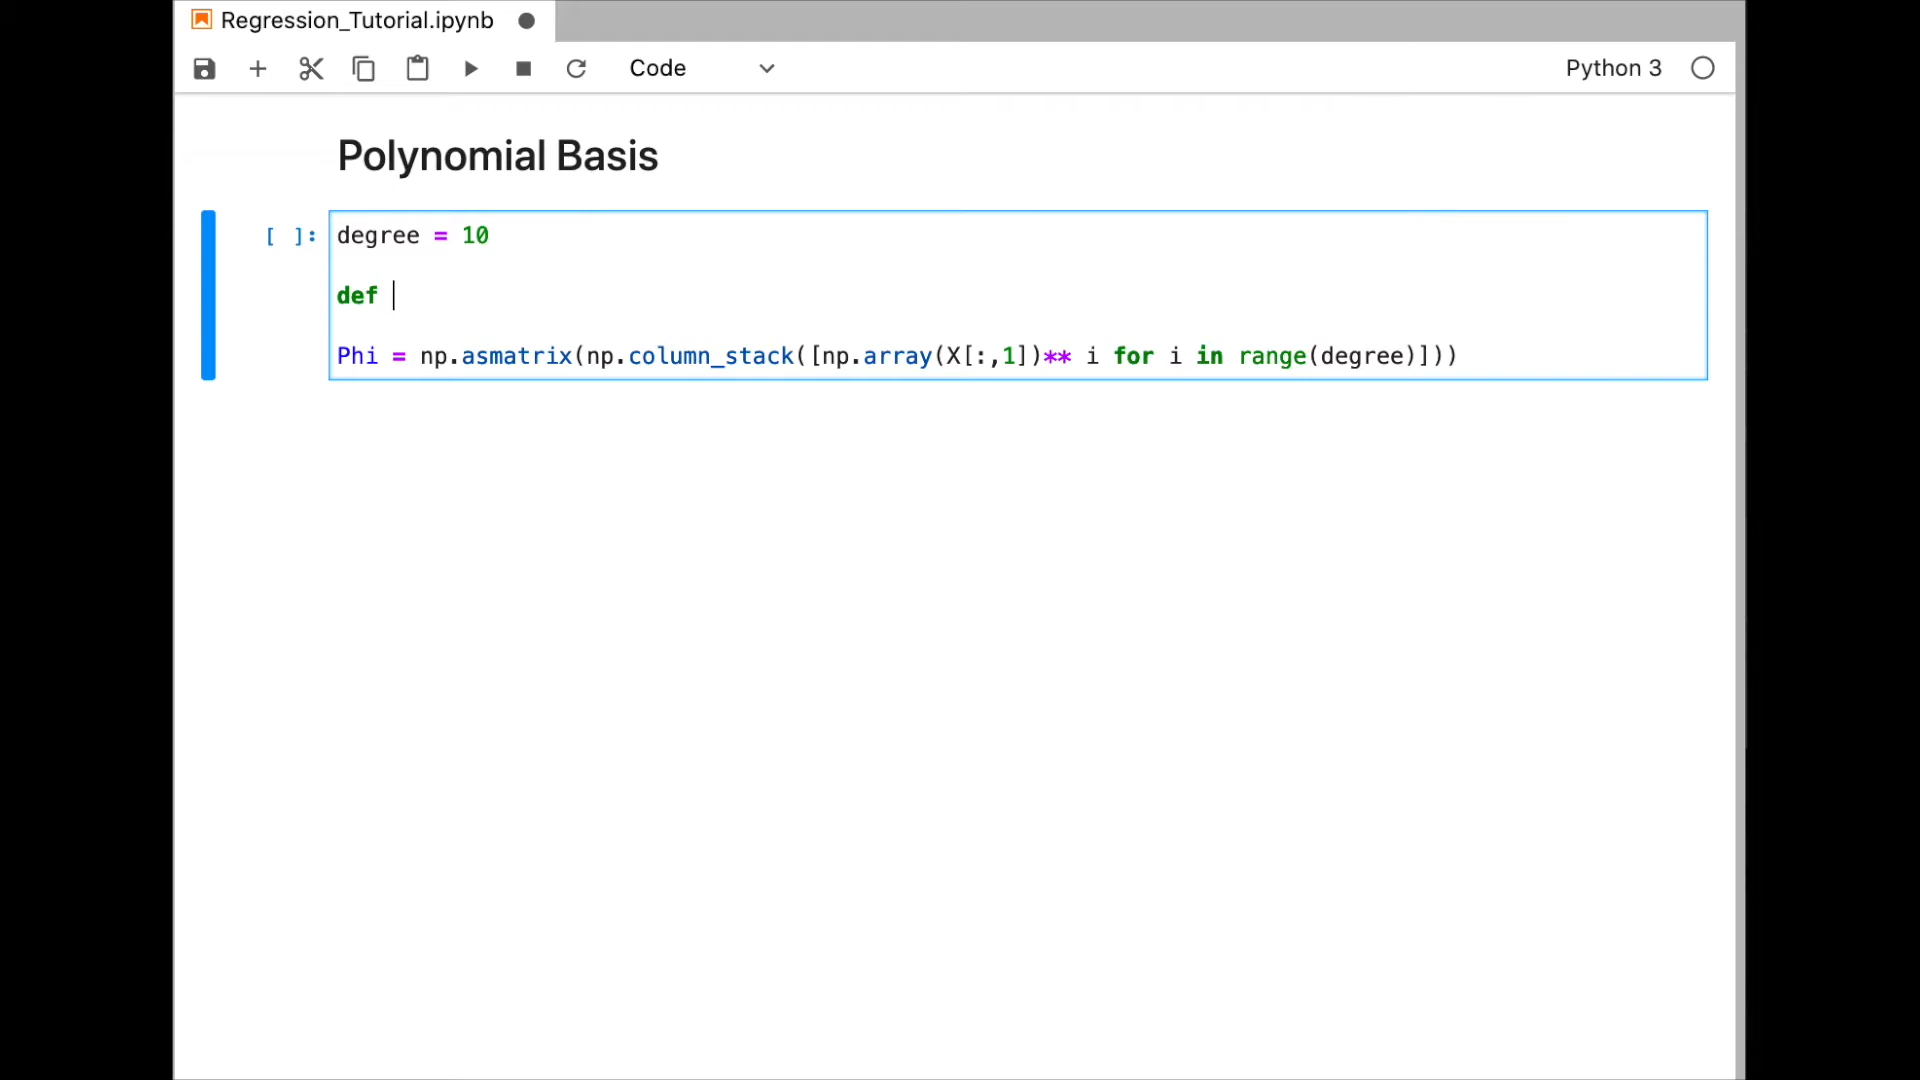 Regression_Tutorial.ipynb
Code
Python 3
Polynomial Basis
[ ]:
degree = 10
def
Phi = np.asmatrix(np.column_stack([np.array(X[:,1])** i for i in range(degree)]))